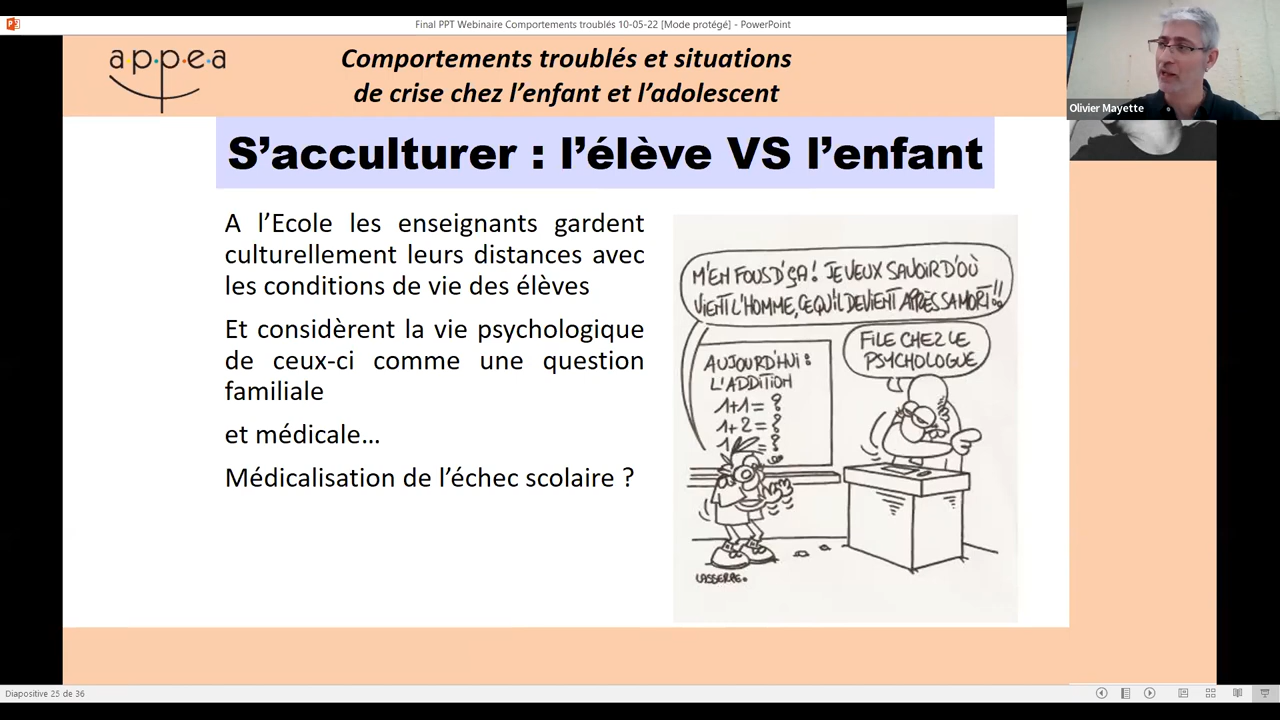 Final PPT Webinaire Comportements troublés 10-05-22 [Mode protégé] - PowerPoint
appea
Comportements troublés et situations
de crise chez l'enfant et l'adolescent
Olivier Mayette
S'acculturer : l'élève VS l'enfant
A l'Ecole les enseignants gardent
culturellement leurs distances avec
les conditions de vie des élèves
Et considèrent la vie psychologique
de ceux-ci comme une question
familiale
et médicale…
Médicalisation de l'échec scolaire ?
M'EN FOUS D'ÇA ! JE VEUX SAVOIR D'OÙ
VIENT L'HOMME, CE QU'IL DEVIENT APRÈS SA MORT !!
FILE CHEZ LE
PSYCHOLOGUE
AUJOURD'HUI :
L'ADDITION
1+1 = ?
1+2 = ?
1 = ?
LASSERPE.
Diapositive 25 de 36